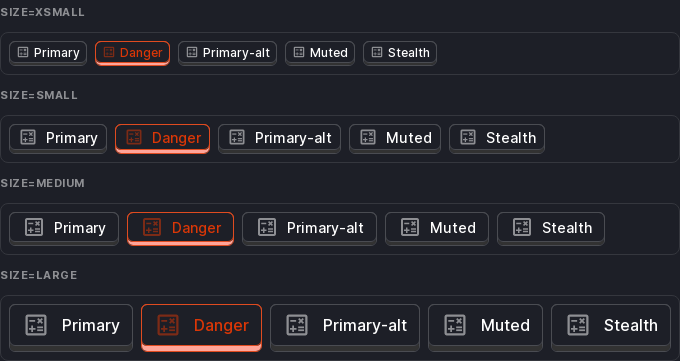 SIZE=XSMALL
Primary Danger Primary-alt Muted Stealth
SIZE=SMALL
Primary Danger Primary-alt Muted Stealth
SIZE=MEDIUM
Primary Danger Primary-alt Muted Stealth
SIZE=LARGE
Primary Danger Primary-alt Muted Stealth